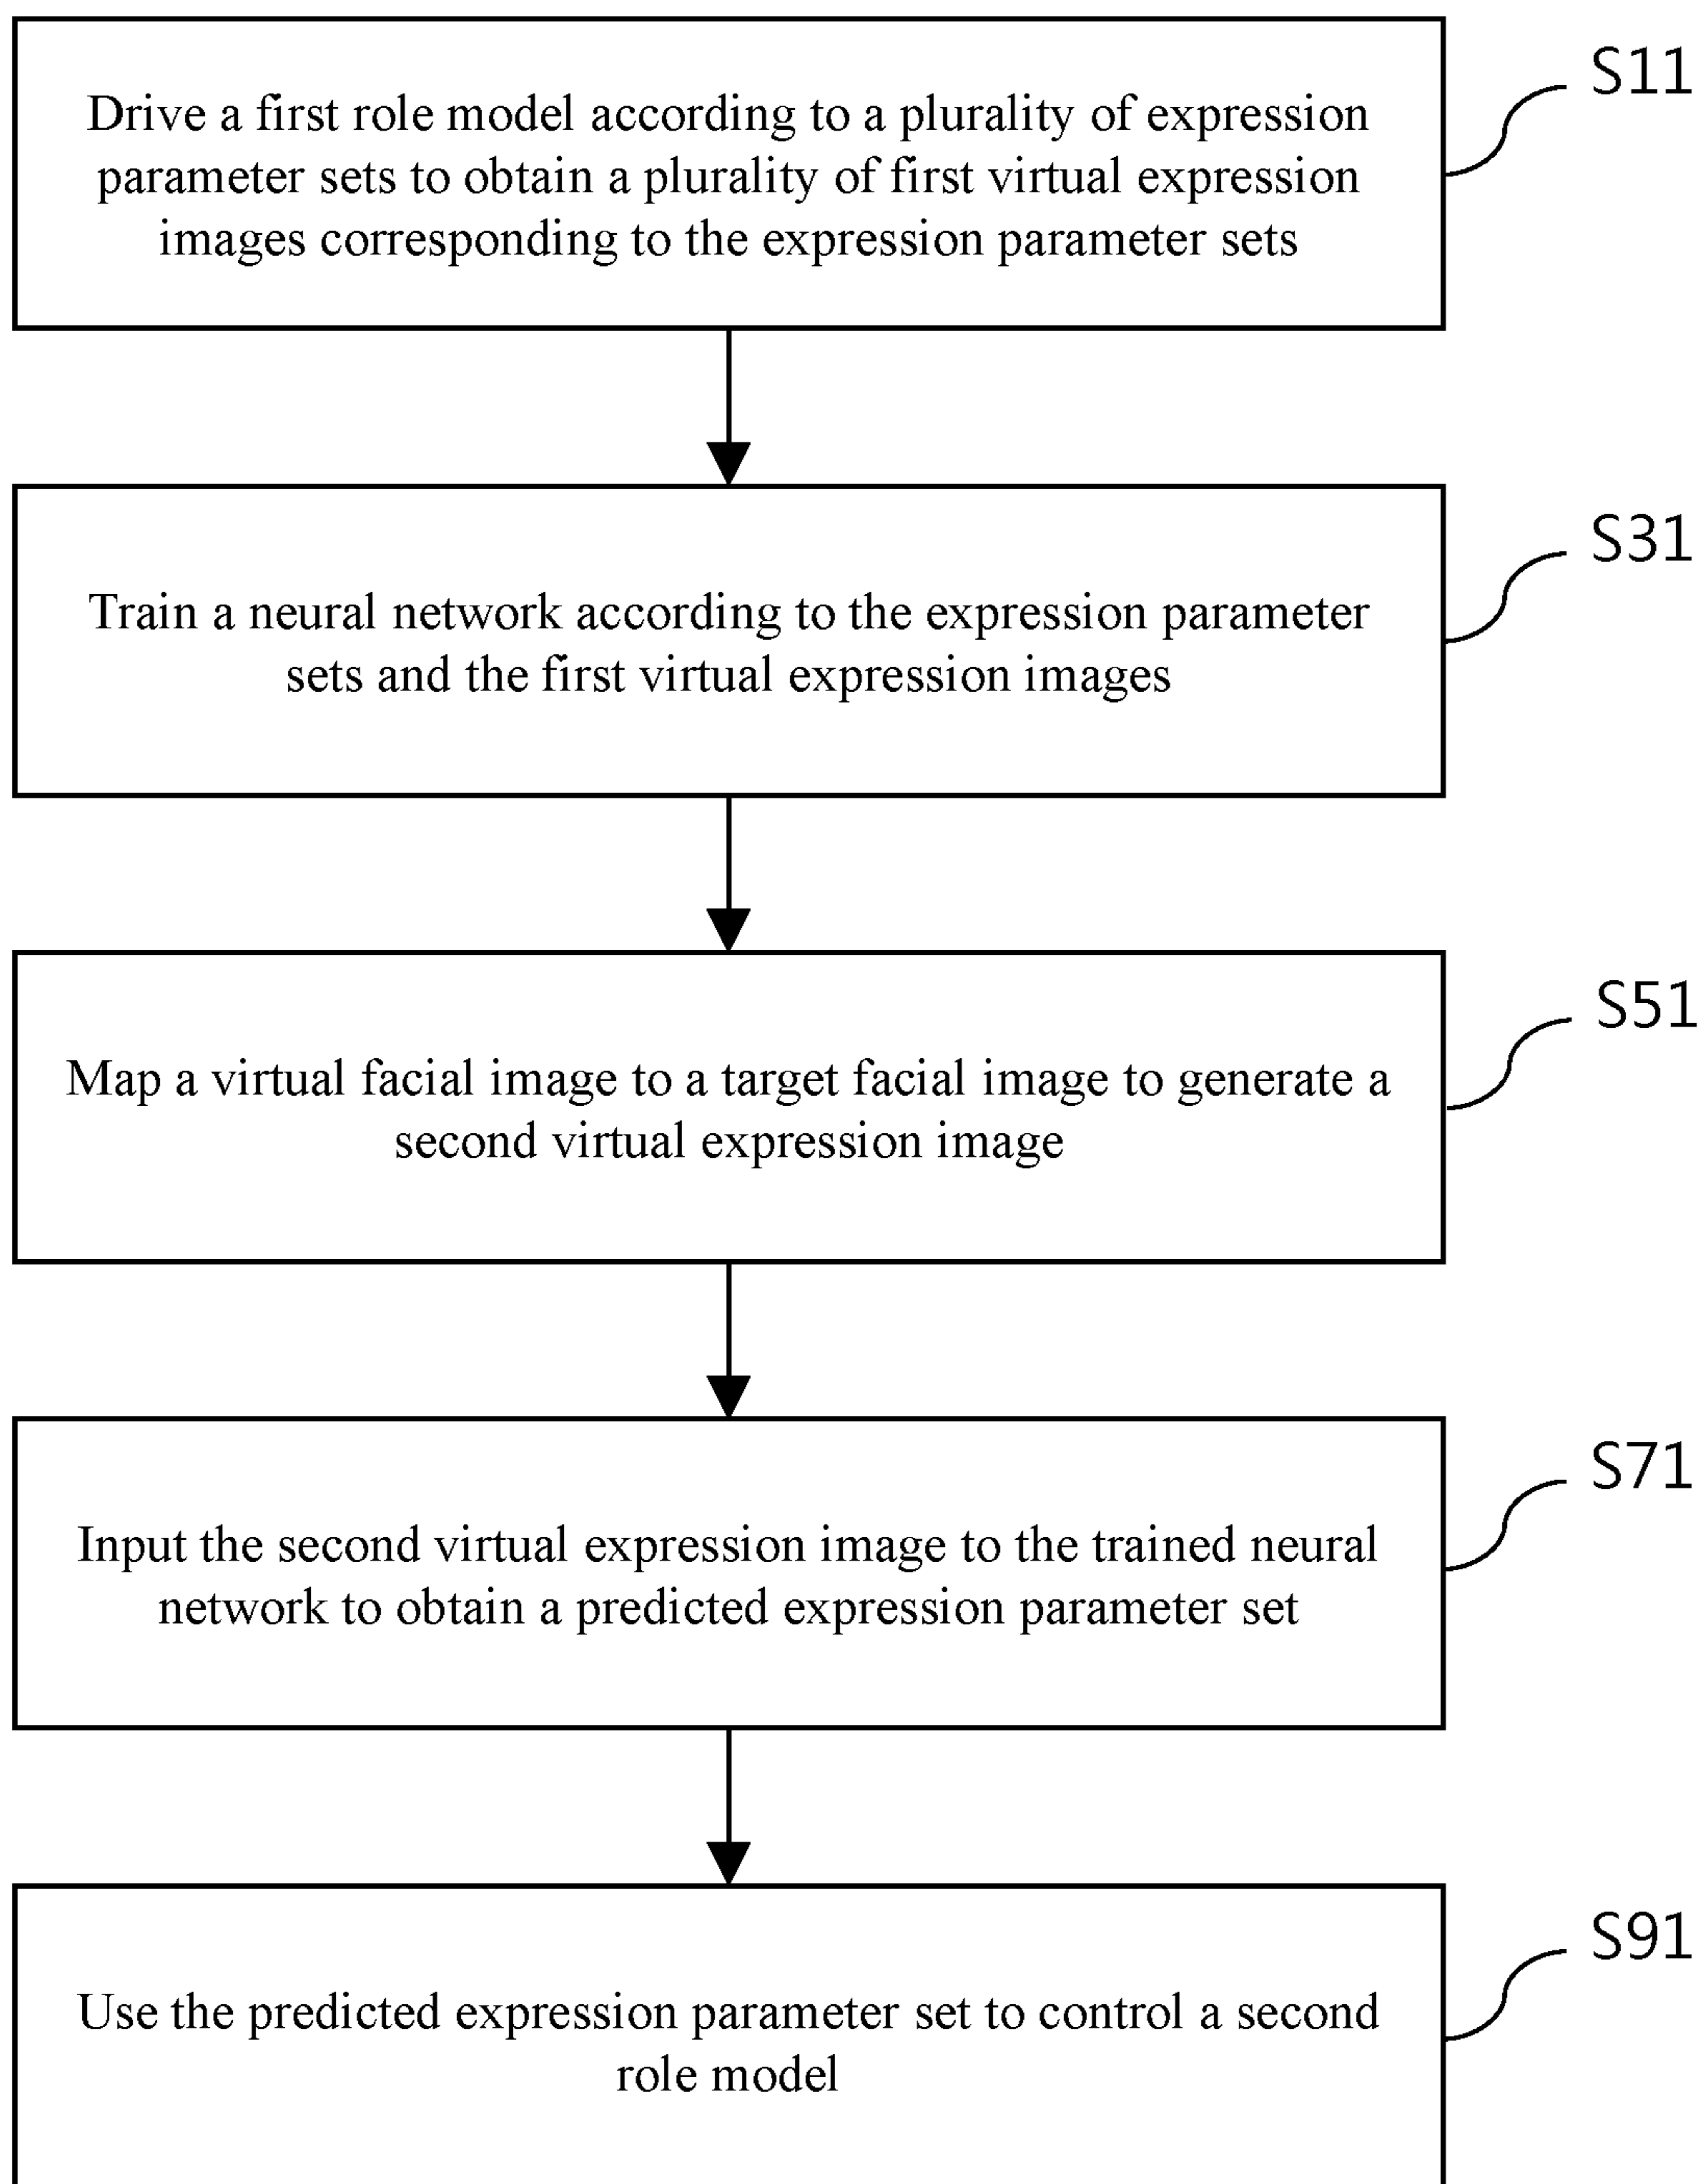 Drive a first role model according to a plurality of expression
parameter sets to obtain a plurality of first virtual expression
images corresponding to the expression parameter sets
S11
Train a neural network according to the expression parameter
sets and the first virtual expression images
S31
Map a virtual facial image to a target facial image to generate a
second virtual expression image
S51
Input the second virtual expression image to the trained neural
network to obtain a predicted expression parameter set
S71
Use the predicted expression parameter set to control a second
role model
S91